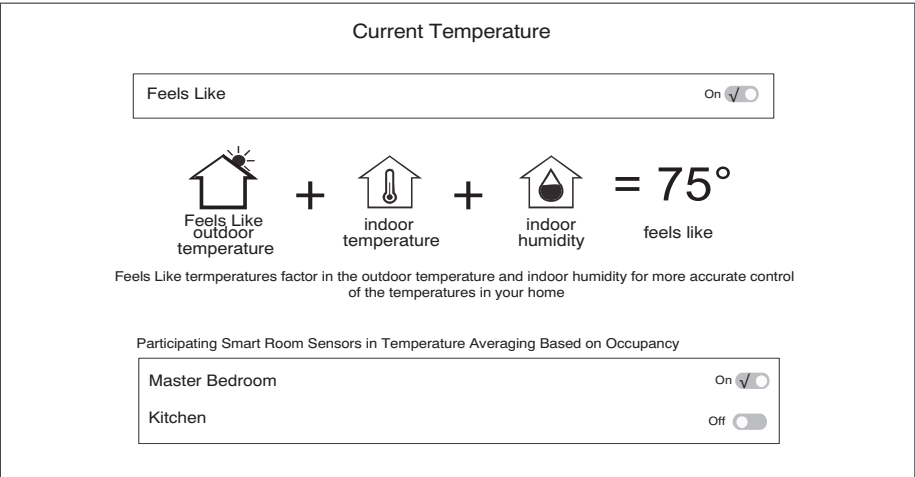 Current Temperature
Feels Like On √
+ + = 75°
Feels Like
outdoor
temperature
indoor
temperature
indoor
humidity
feels like
Feels Like termperatures factor in the outdoor temperature and indoor humidity for more accurate control
of the temperatures in your home
Participating Smart Room Sensors in Temperature Averaging Based on Occupancy
Master Bedroom On √
Kitchen Off